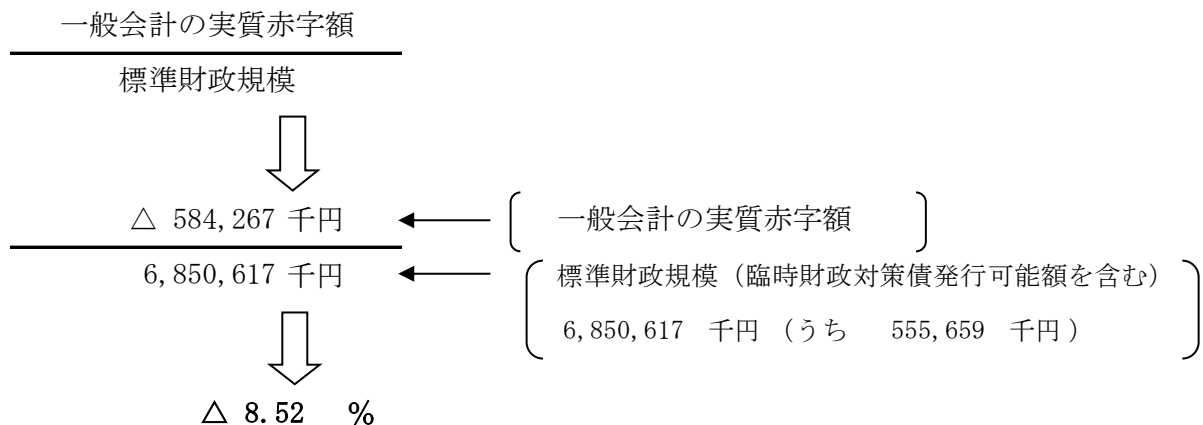 一般会計の実質赤字額
標準財政規模
△ 584,267 千円
一般会計の実質赤字額
6,850,617 千円
標準財政規模（臨時財政対策債発行可能額を含む）
6,850,617 千円 （うち 555,659 千円 ）
△ 8.52 %